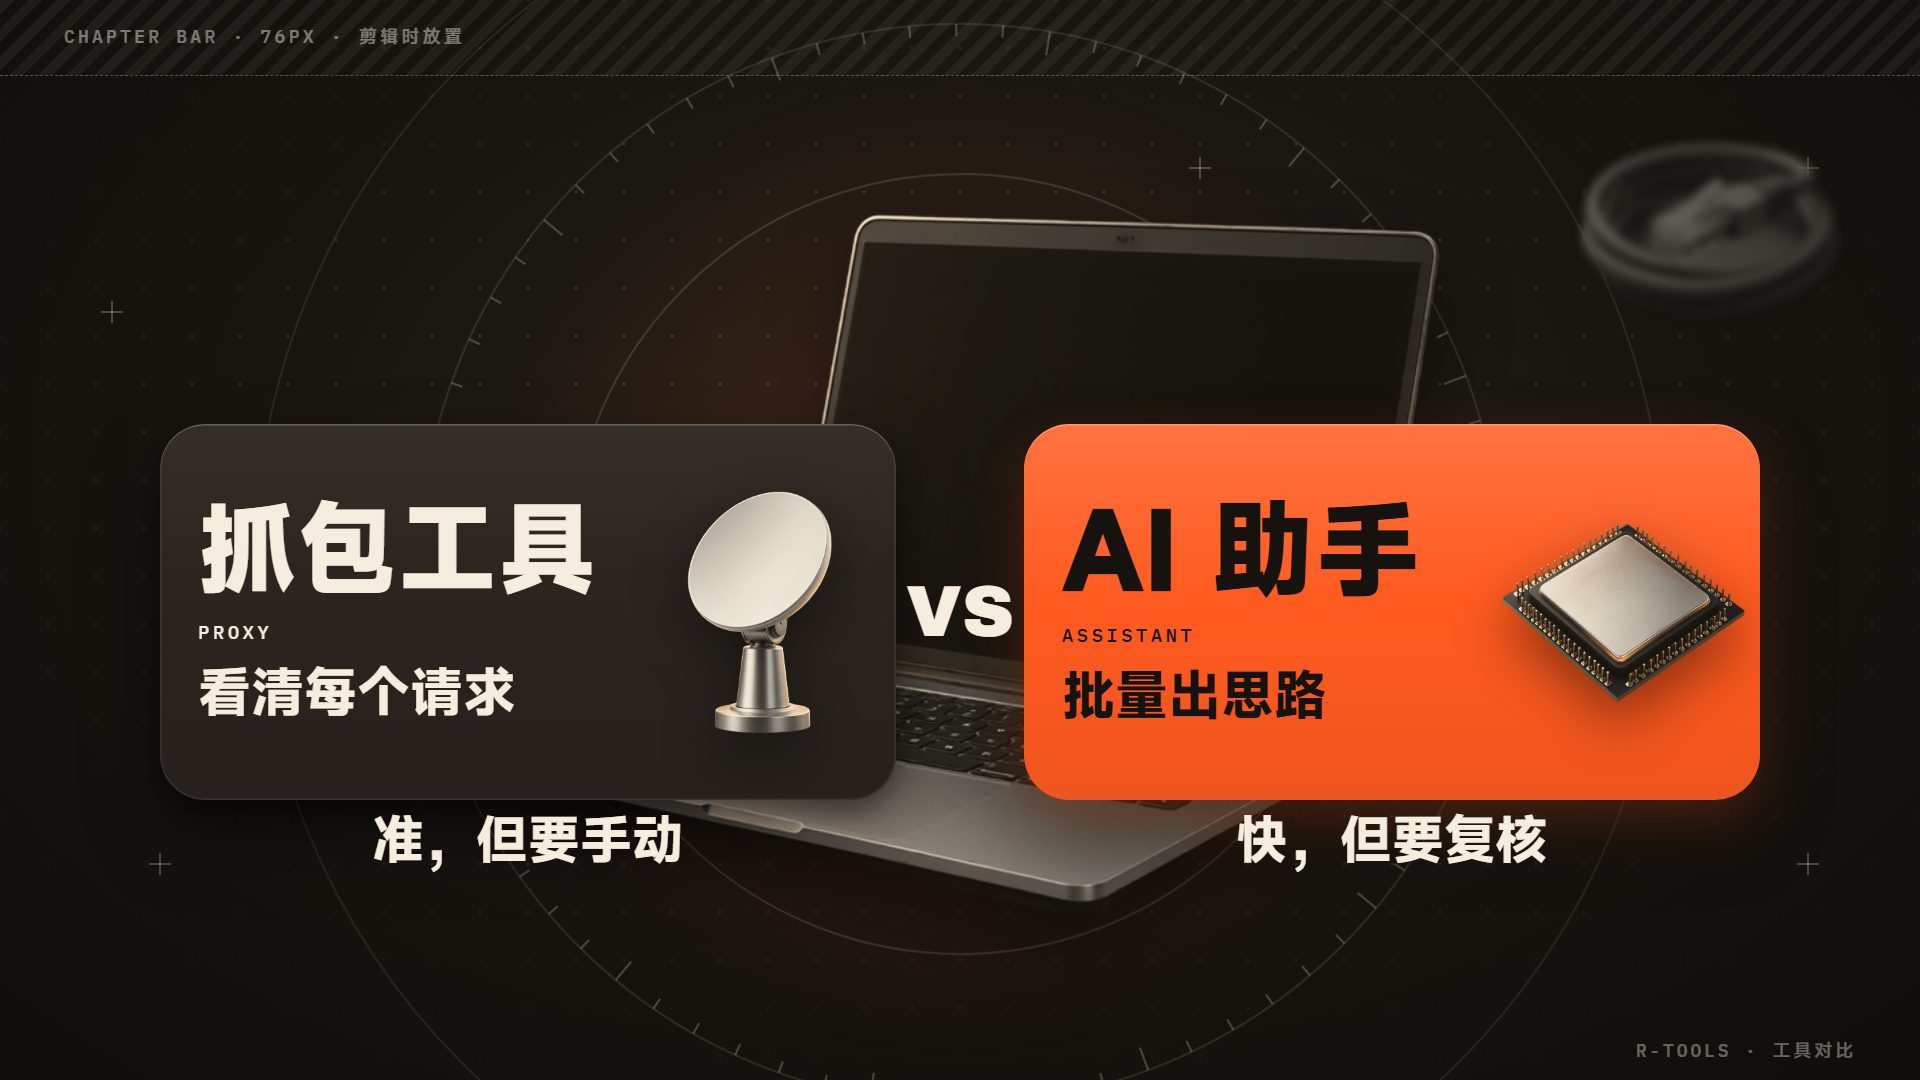 CHAPTER BAR · 76PX · 剪辑时放置
抓包工具
PROXY
看清每个请求
VS
AI 助手
ASSISTANT
批量出思路
准，但要手动
快，但要复核
R-TOOLS · 工具对比